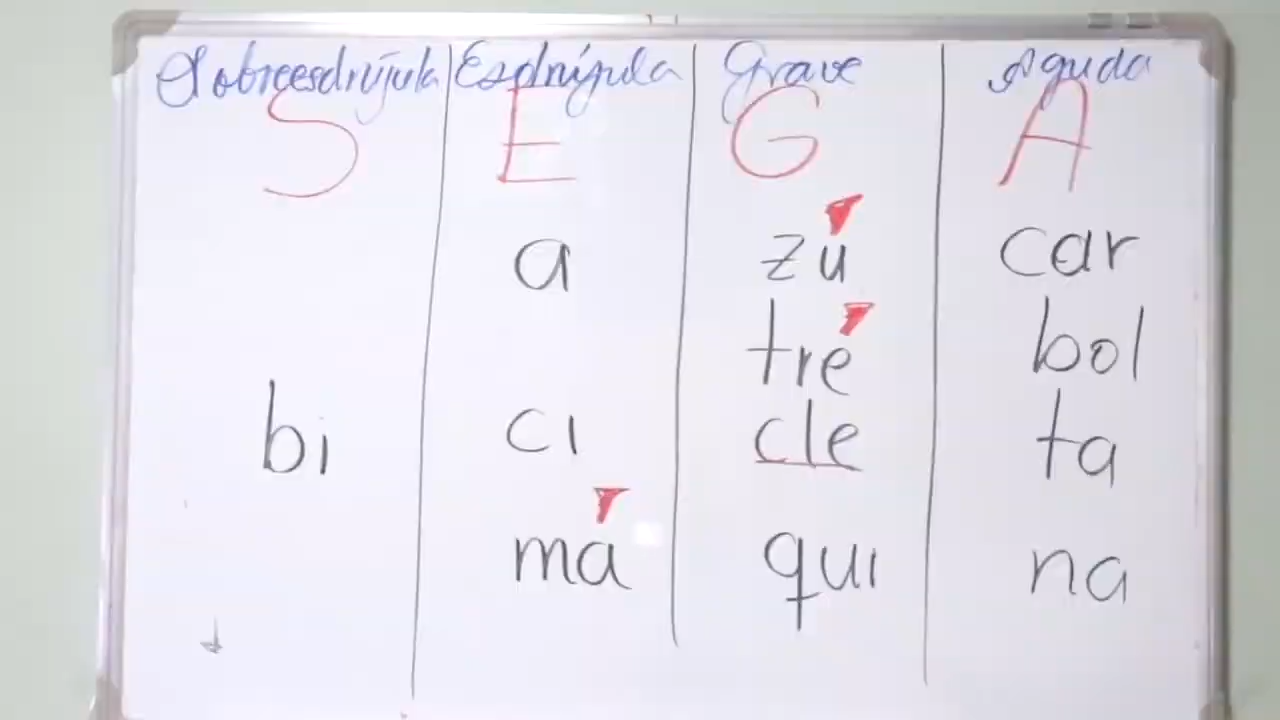 Sobreesdrújula Esdrújula Grave Aguda
S E G A
a zú car
tré bol
bi ci cle ta
má qui na